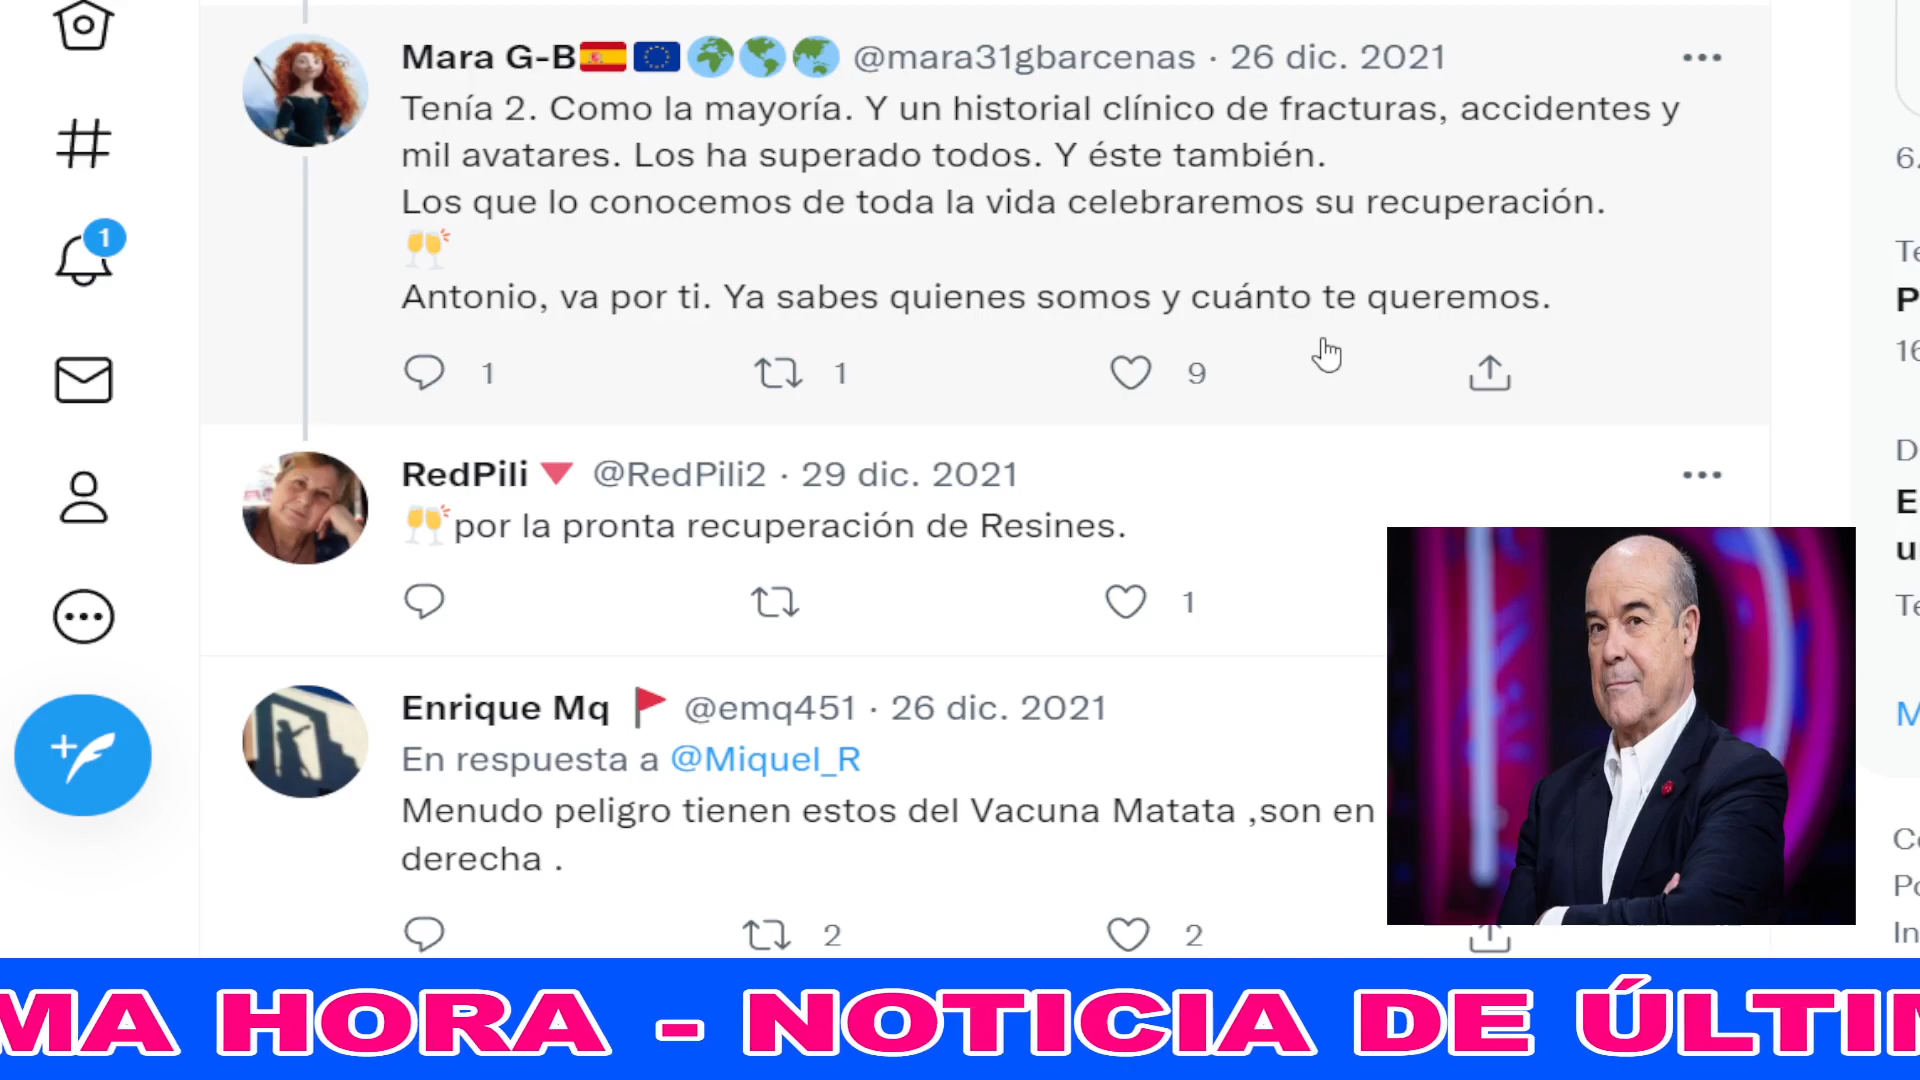 Mara G-B @mara31gbarcenas · 26 dic. 2021
Tenía 2. Como la mayoría. Y un historial clínico de fracturas, accidentes y
mil avatares. Los ha superado todos. Y éste también.
Los que lo conocemos de toda la vida celebraremos su recuperación.
🥂
Antonio, va por ti. Ya sabes quienes somos y cuánto te queremos.
1 1 9
1
RedPili 🔻 @RedPili2 · 29 dic. 2021
🥂por la pronta recuperación de Resines.
1
Enrique Mq 🚩 @emq451 · 26 dic. 2021
En respuesta a @Miquel_R
Menudo peligro tienen estos del Vacuna Matata ,son en
derecha .
2 2
MA HORA - NOTICIA DE ÚLTIM